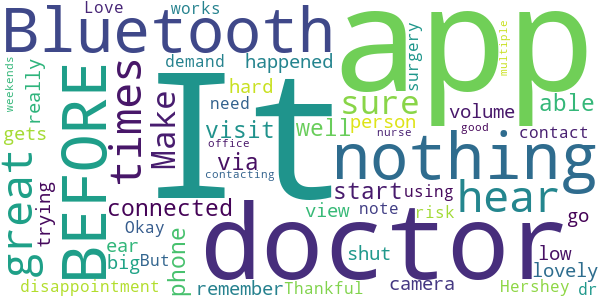 Love
works
Bluetooth
app
demand
happened
surgery
multiple
weekends
really
BEFORE
times
Make
It
hard
sure
able
need
person
volume
gets
visit
well
nurse
good
contact
office
nothing
great
trying
via
contacting
start
using
hear
connected
view
note
risk
go
doctor
Okay
ear
big
But
phone
shut
low
lovely
camera
disappointment
remember
Thankful
Hershey
dr